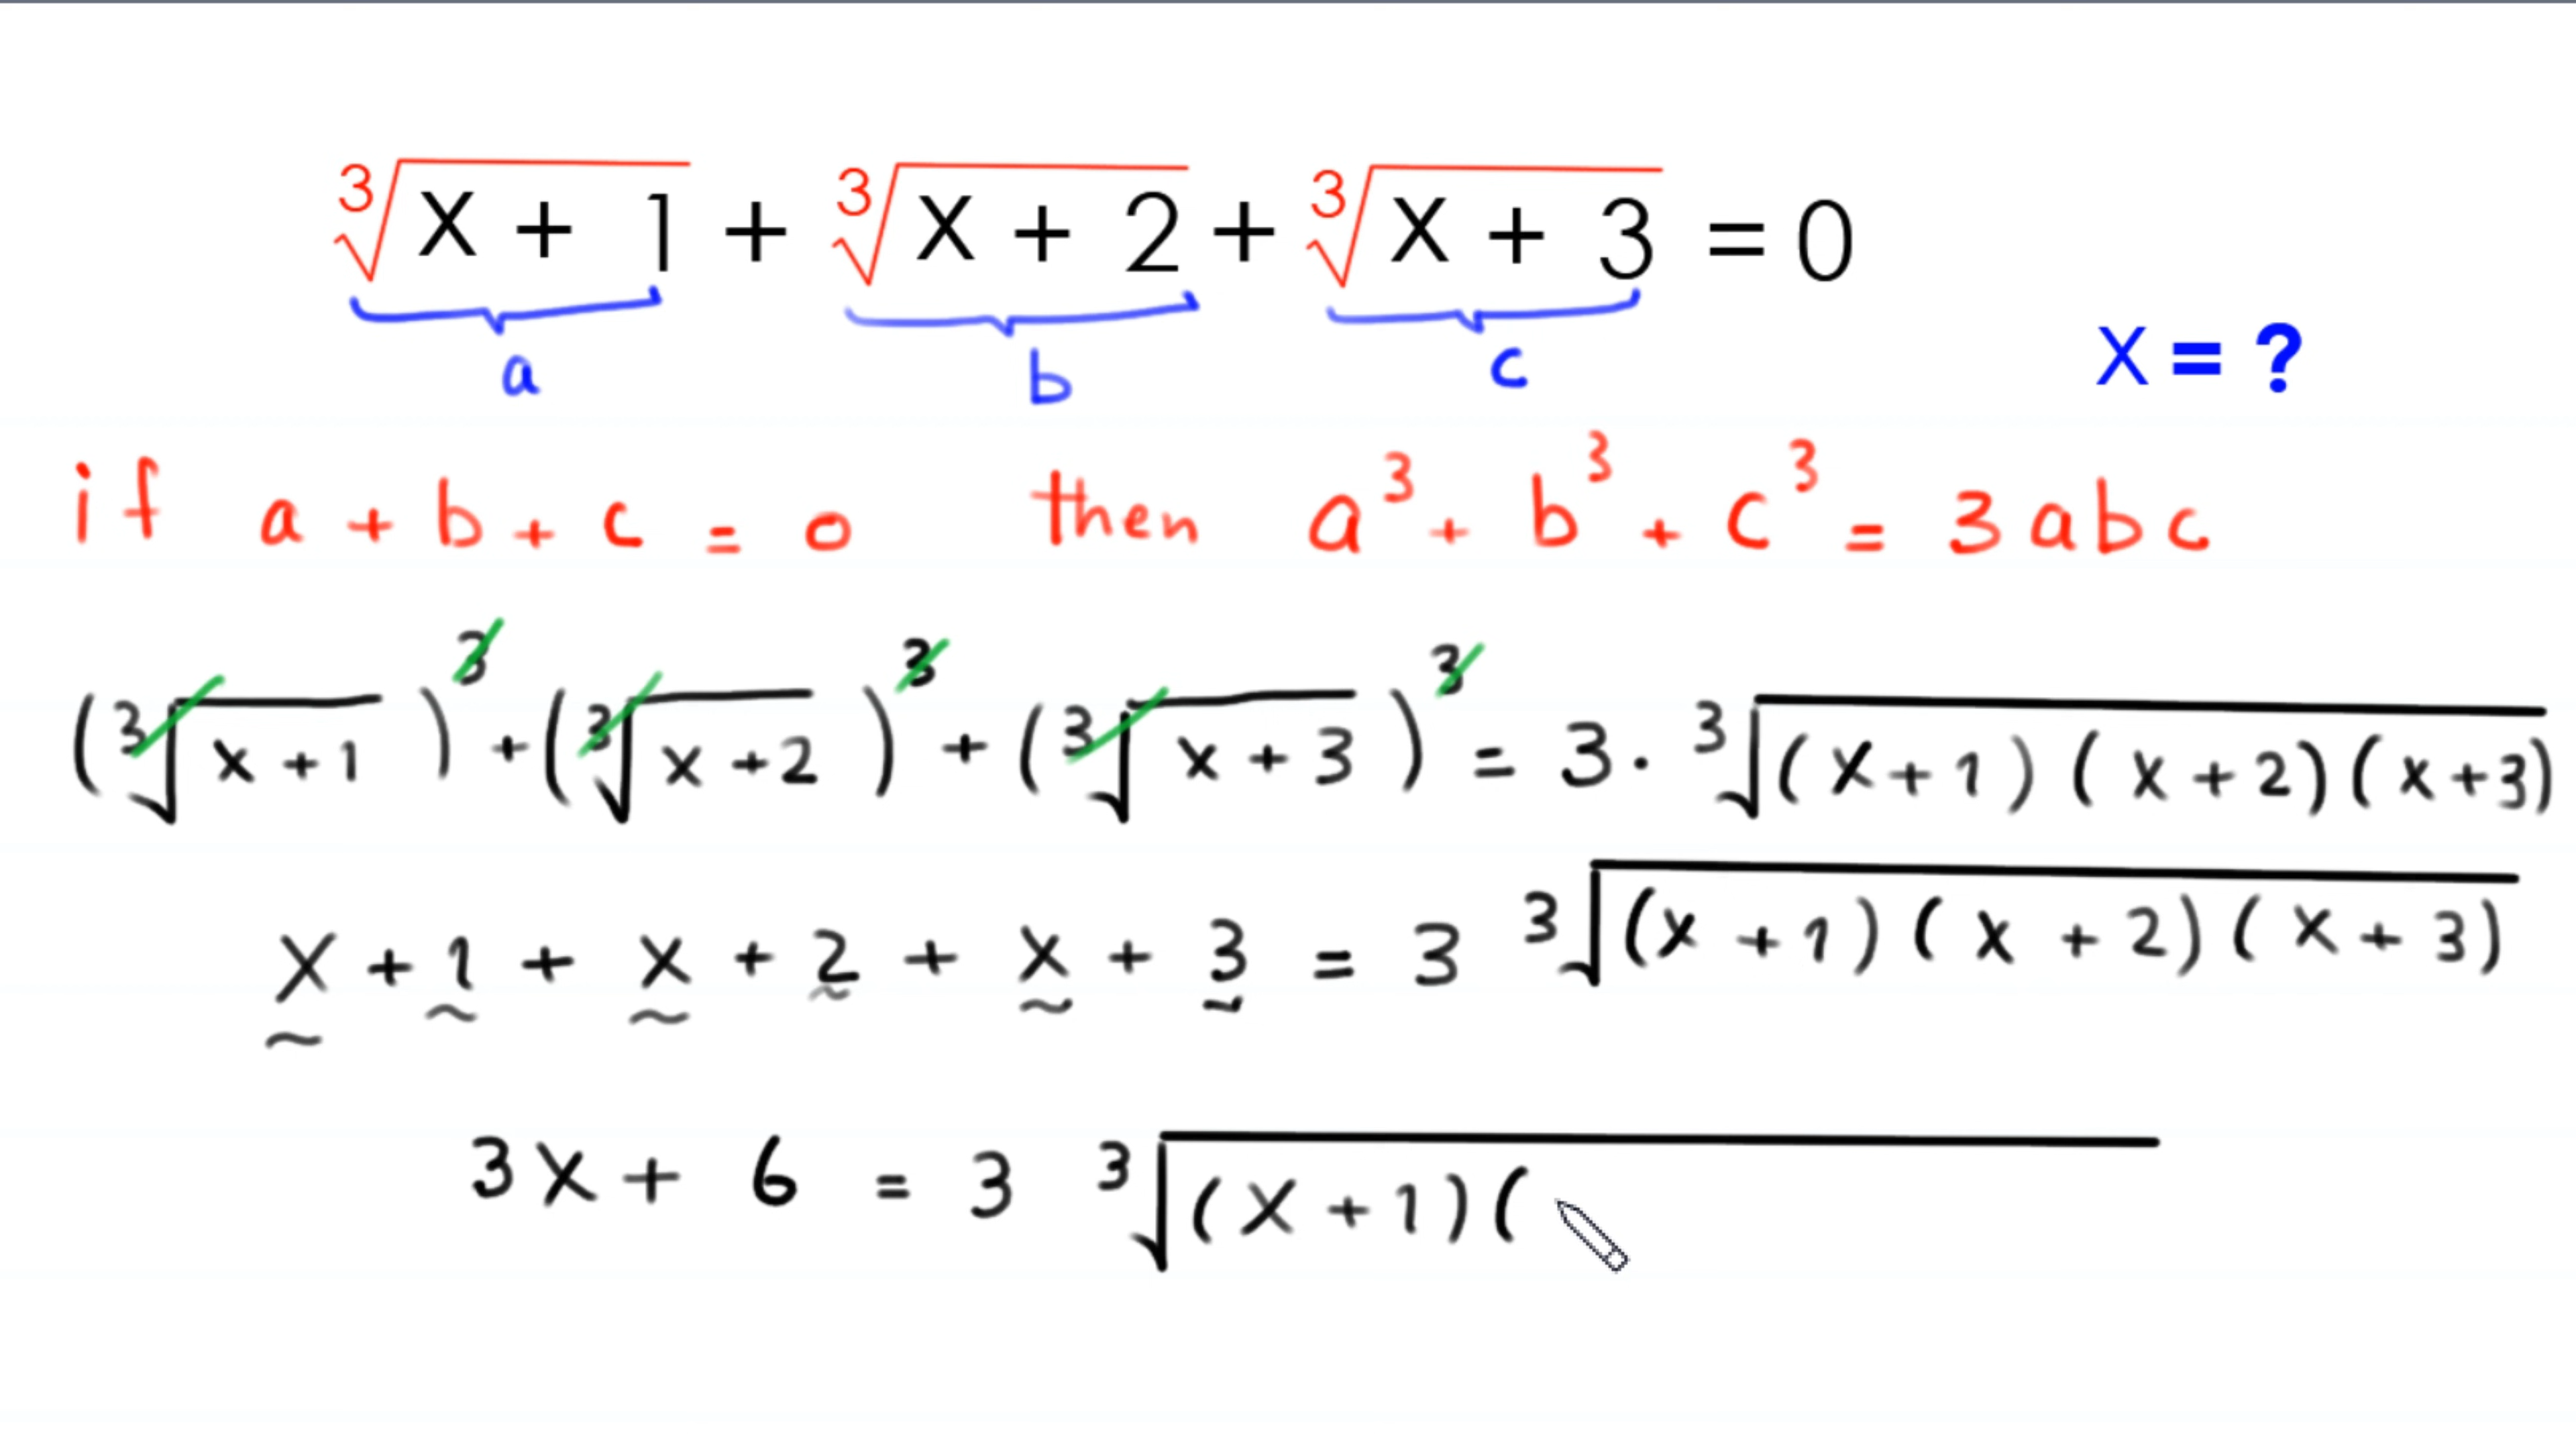 ∛(x + 1) + ∛(x + 2) + ∛(x + 3) = 0
a b c
x = ?
if a + b + c = 0 then a³ + b³ + c³ = 3abc
(∛(x + 1))³ + (∛(x + 2))³ + (∛(x + 3))³ = 3 · ∛((x + 1)(x + 2)(x + 3))
x + 1 + x + 2 + x + 3 = 3 ∛((x + 1)(x + 2)(x + 3))
3x + 6 = 3 ∛((x + 1)(